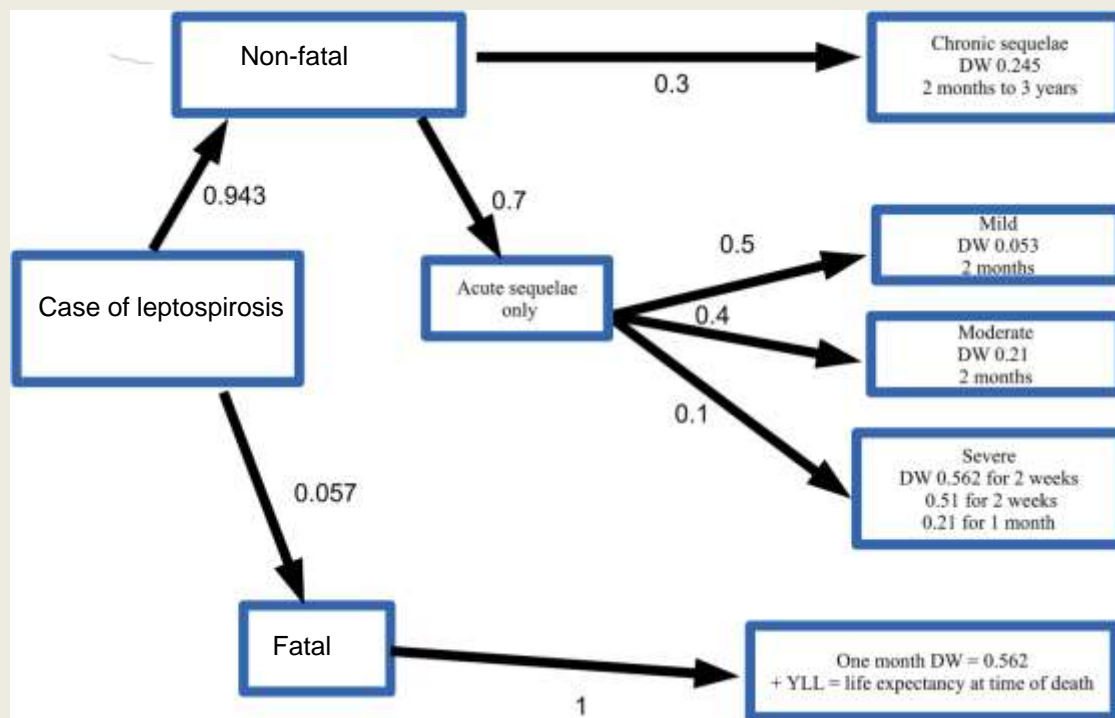 Non-fatal
0.3
Chronic sequelae
DW 0.245
2 months to 3 years
0.943
0.7
Case of leptospirosis
Acute sequelae
only
0.5
Mild
DW 0.053
2 months
0.4
Moderate
DW 0.21
2 months
0.1
Severe
DW 0.562 for 2 weeks
0.51 for 2 weeks
0.21 for 1 month
0.057
Fatal
1
One month DW = 0.562
+ YLL = life expectancy at time of death